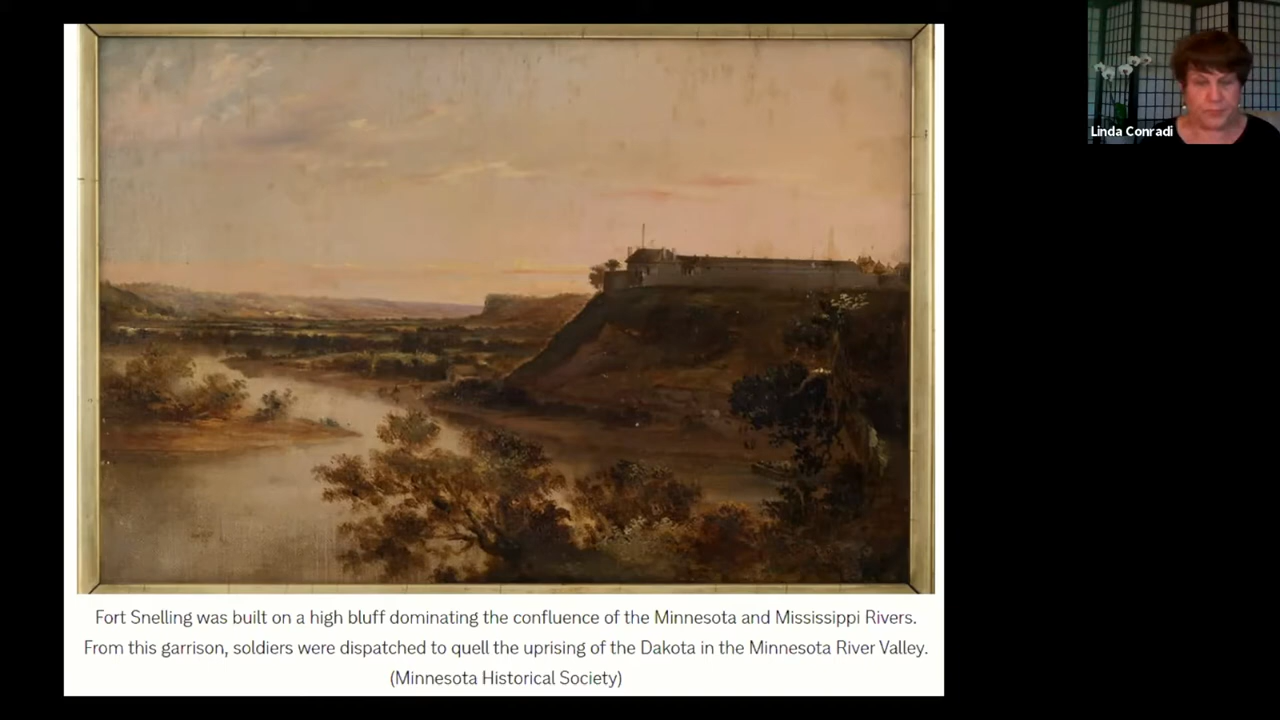 Linda Conradi
Fort Snelling was built on a high bluff dominating the confluence of the Minnesota and Mississippi Rivers.
From this garrison, soldiers were dispatched to quell the uprising of the Dakota in the Minnesota River Valley.
(Minnesota Historical Society)